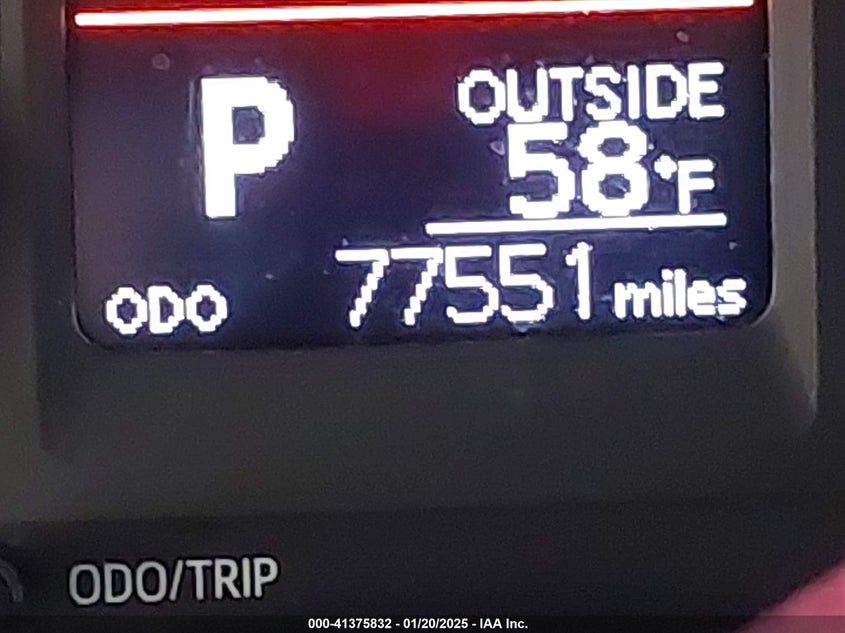 P
OUTSIDE
58°F
ODO 77551 miles
ODO/TRIP
000-41375832 - 01/20/2025 - IAA Inc.